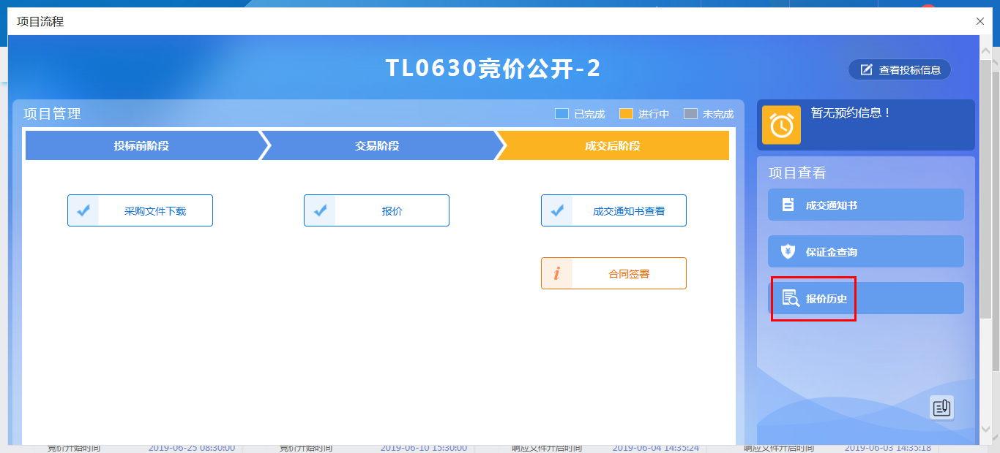 项目流程
TL0630竞价公开-2
查看投标信息
项目管理
已完成 进行中 未完成
暂无预约信息！
投标前阶段 交易阶段 成交后阶段
项目查看
采购文件下载 报价 成交通知书查看
成交通知书
保证金查询
合同签署
报价历史
竞价开始时间 2019-06-25 08:30:00 竞价开始时间 2019-06-10 15:30:00 响应文件开启时间 2019-06-04 14:35:24 响应文件开启时间 2019-06-03 14:35:18